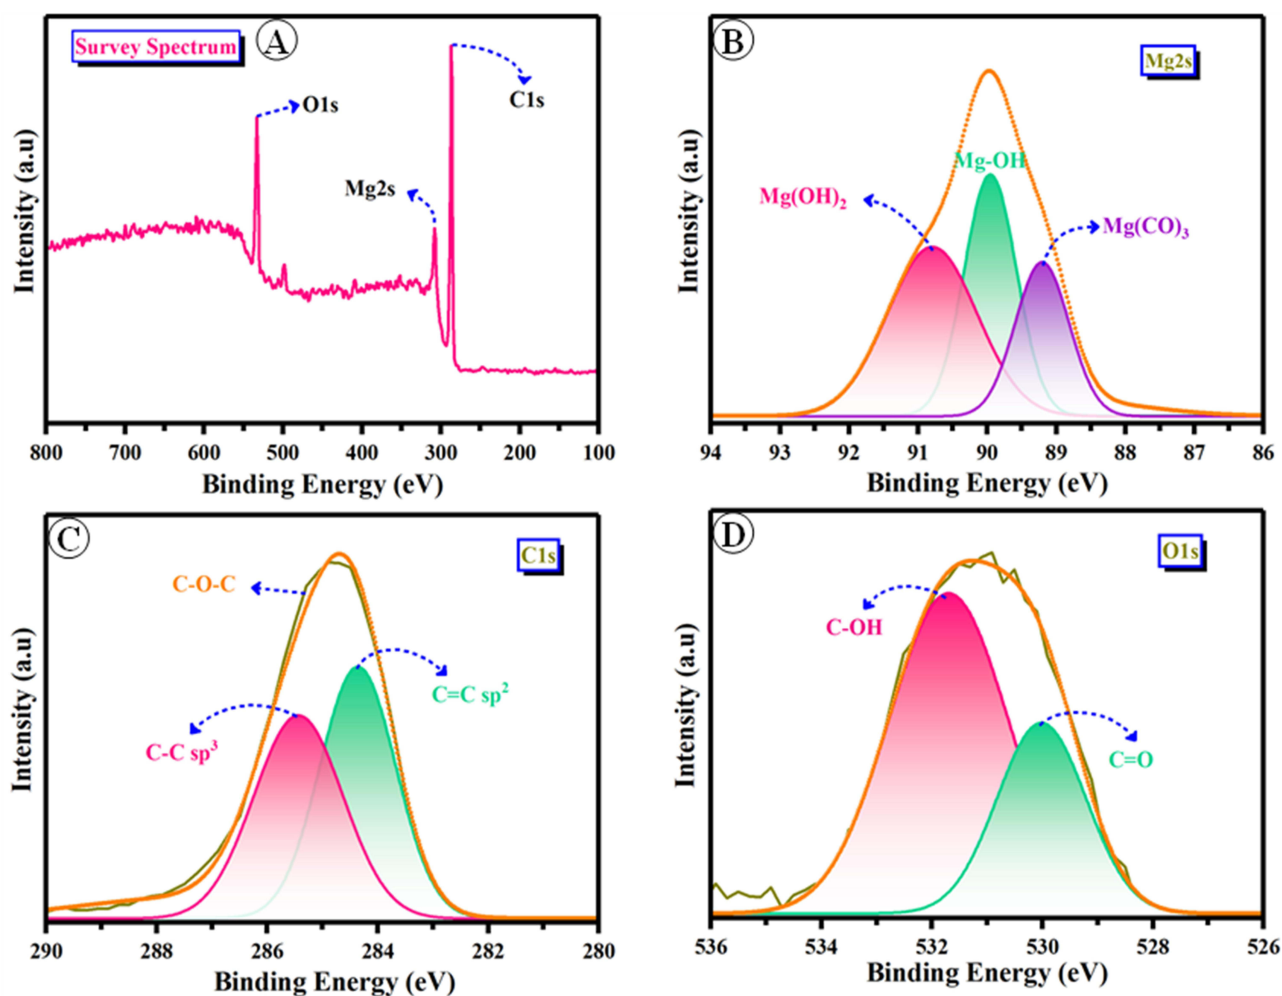 Survey Spectrum
A
O1s
C1s
Mg2s
Intensity (a.u)
800 700 600 500 400 300 200 100
Binding Energy (eV)
B
Mg2s
Mg-OH
Mg(OH)₂
Mg(CO)₃
Intensity (a.u)
94 93 92 91 90 89 88 87 86
Binding Energy (eV)
C
C1s
C-O-C
C=C sp²
C-C sp³
Intensity (a.u)
290 288 286 284 282 280
Binding Energy (eV)
D
O1s
C-OH
C=O
Intensity (a.u)
536 534 532 530 528 526
Binding Energy (eV)